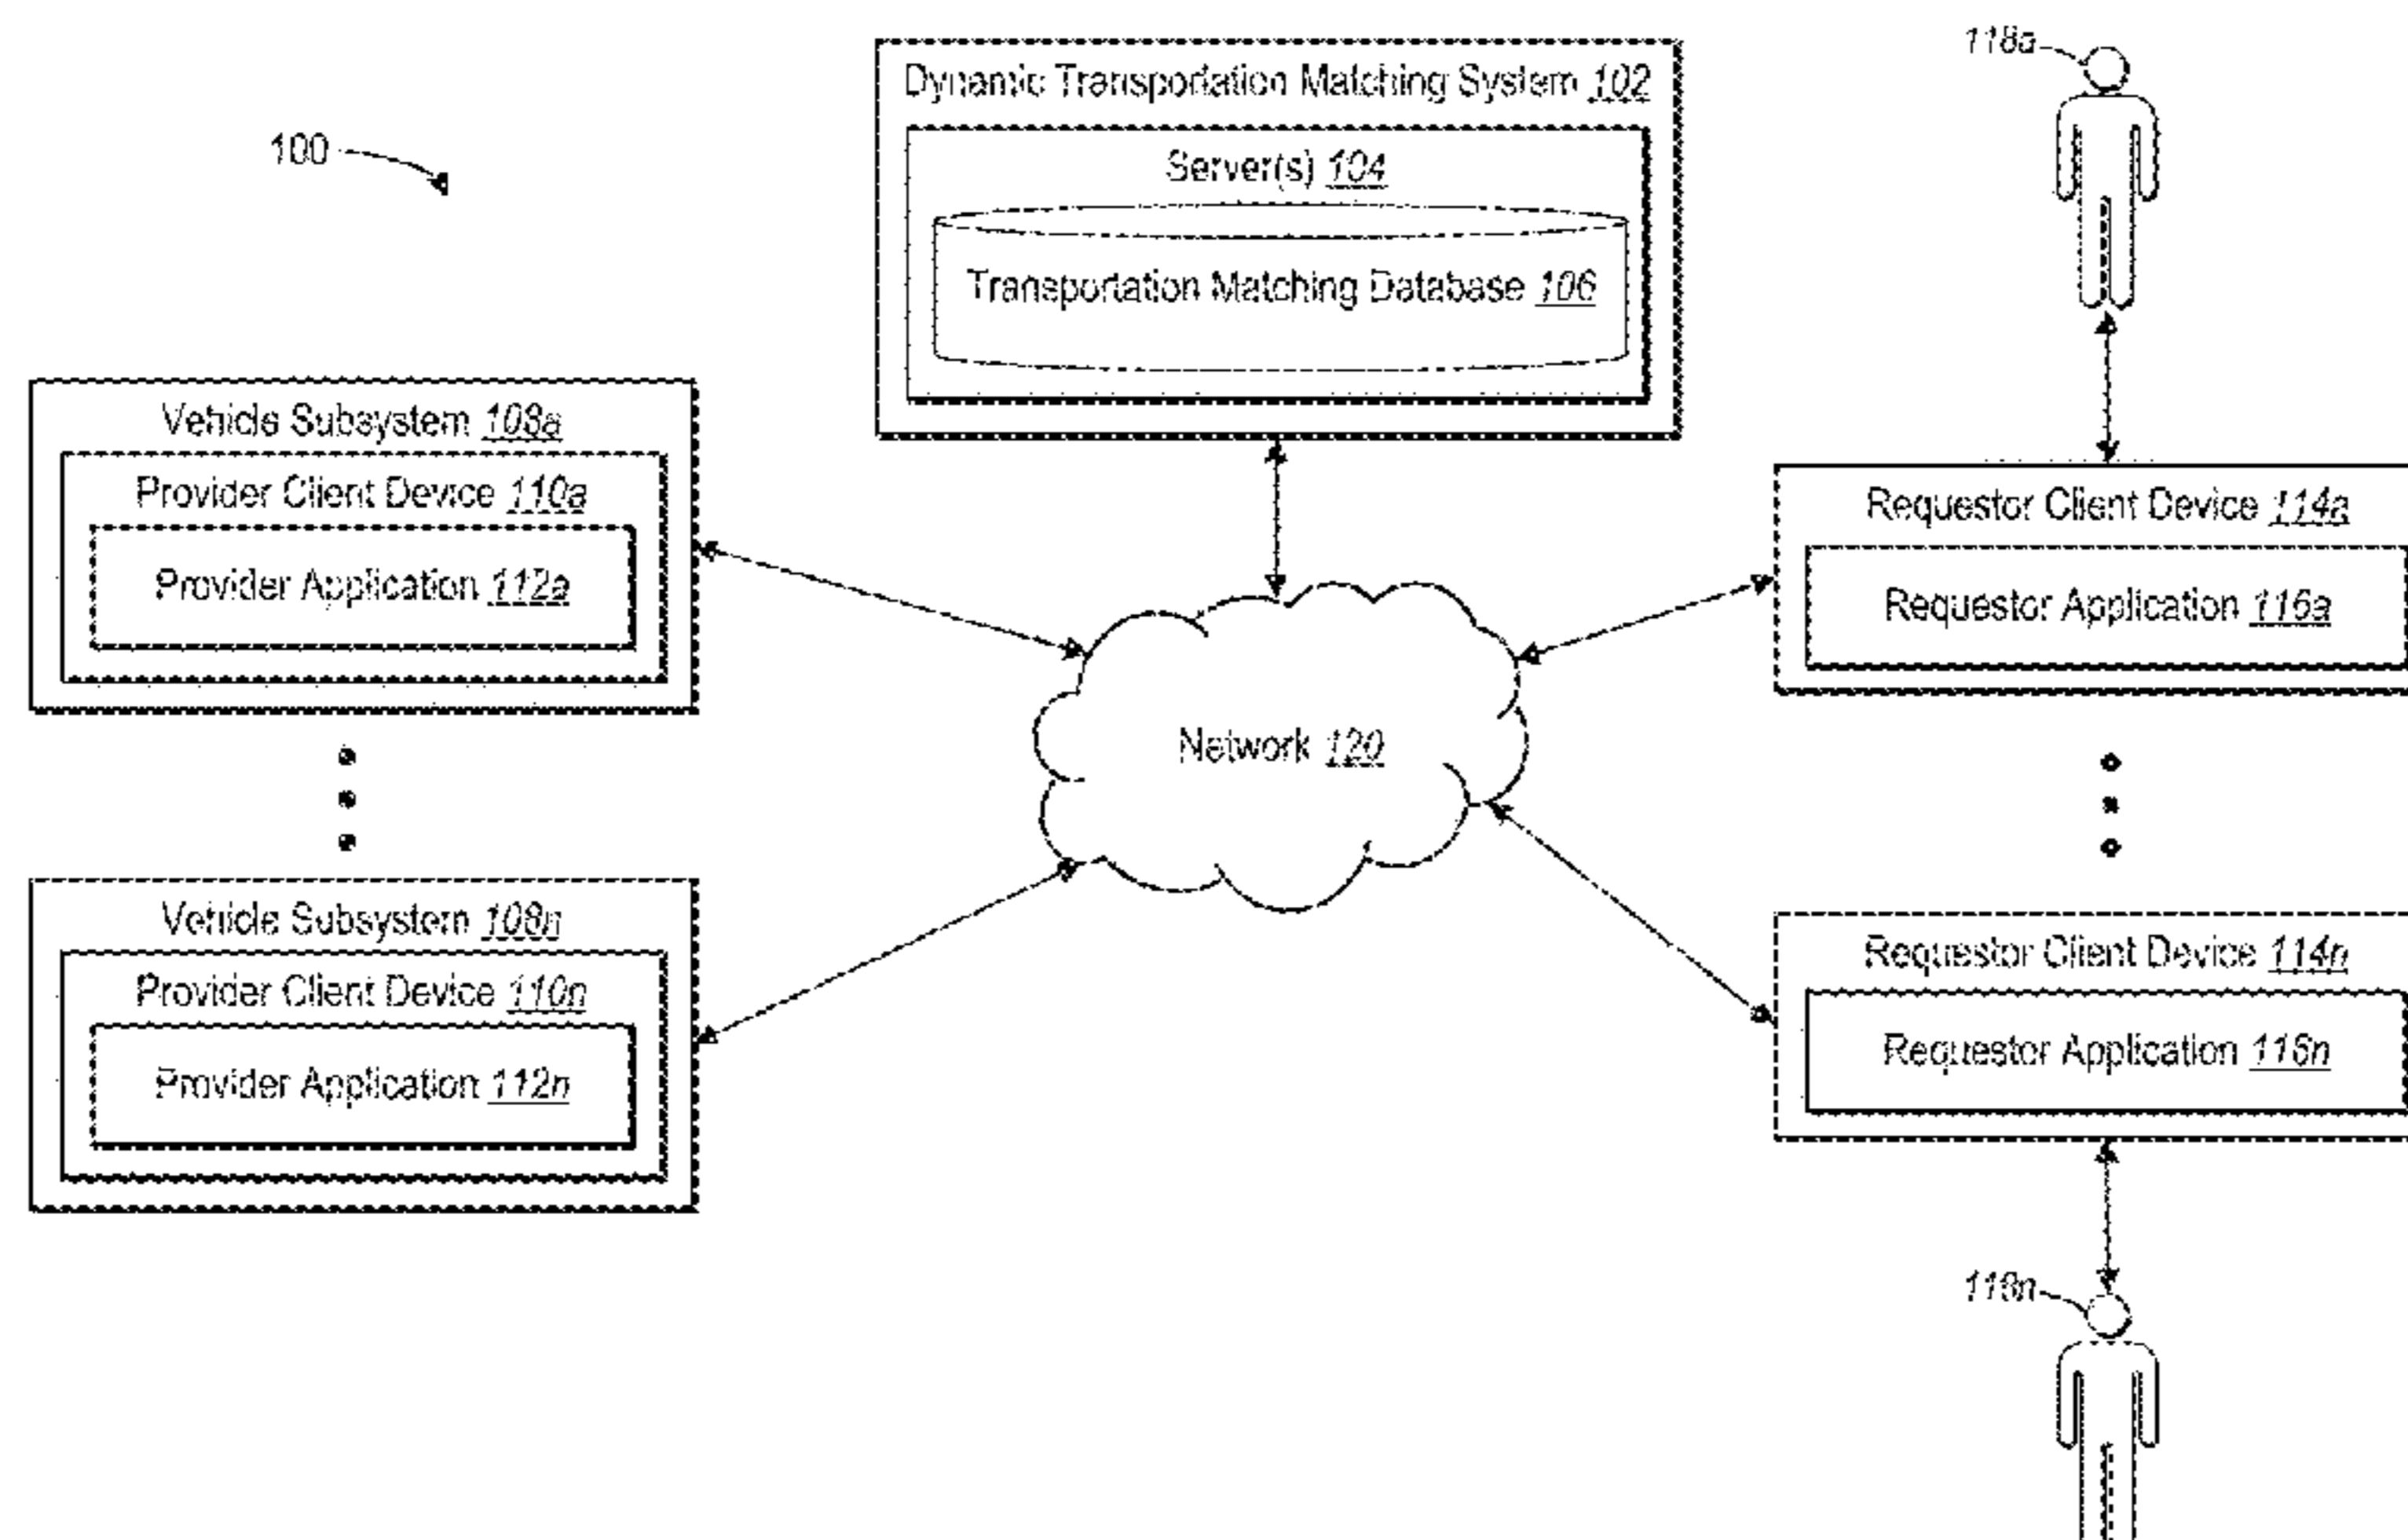 118a
Dynamic Transportation Matching System 102
100
Server(s) 104
Transportation Matching Database 106
Vehicle Subsystem 108a
Provider Client Device 110a
Provider Application 112a
Requestor Client Device 114a
Requestor Application 116a
Network 120
Vehicle Subsystem 108n
Provider Client Device 110n
Provider Application 112n
Requestor Client Device 114n
Requestor Application 116n
118n